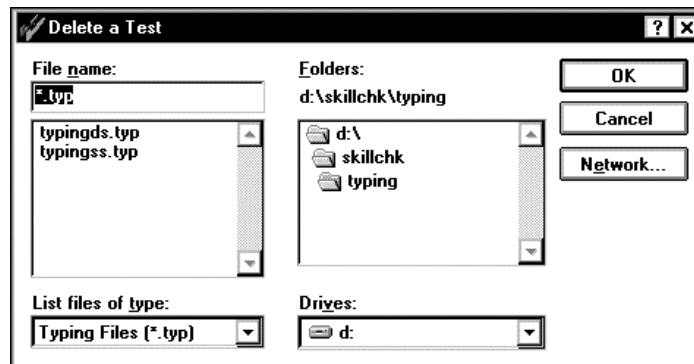 Delete a Test
? X
File name:
*.typ
typingds.typ
typingss.typ
List files of type:
Typing Files (*.typ)
Folders:
d:\skillchk\typing
d:\
skillchk
typing
Drives:
d:
OK
Cancel
Network...